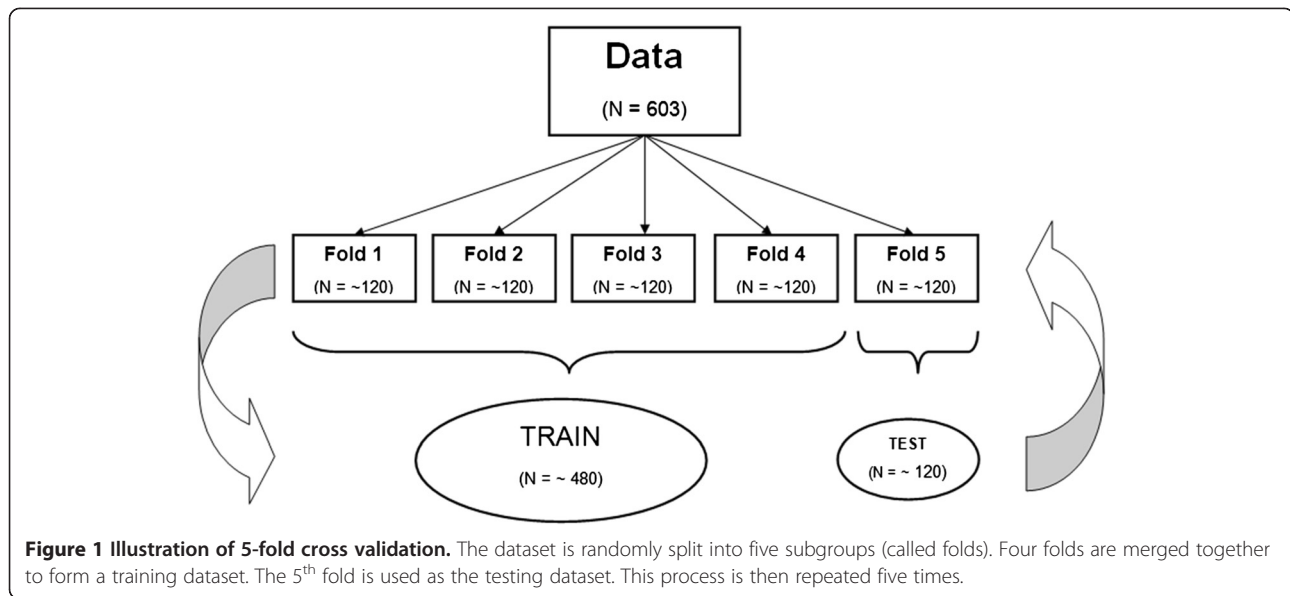 Data
(N = 603)
Fold 1 Fold 2 Fold 3 Fold 4 Fold 5
(N = ~120) (N = ~120) (N = ~120) (N = ~120) (N = ~120)
TRAIN
(N = ~ 480)
TEST
(N = ~ 120)
Figure 1 Illustration of 5-fold cross validation. The dataset is randomly split into five subgroups (called folds). Four folds are merged together
to form a training dataset. The 5th fold is used as the testing dataset. This process is then repeated five times.